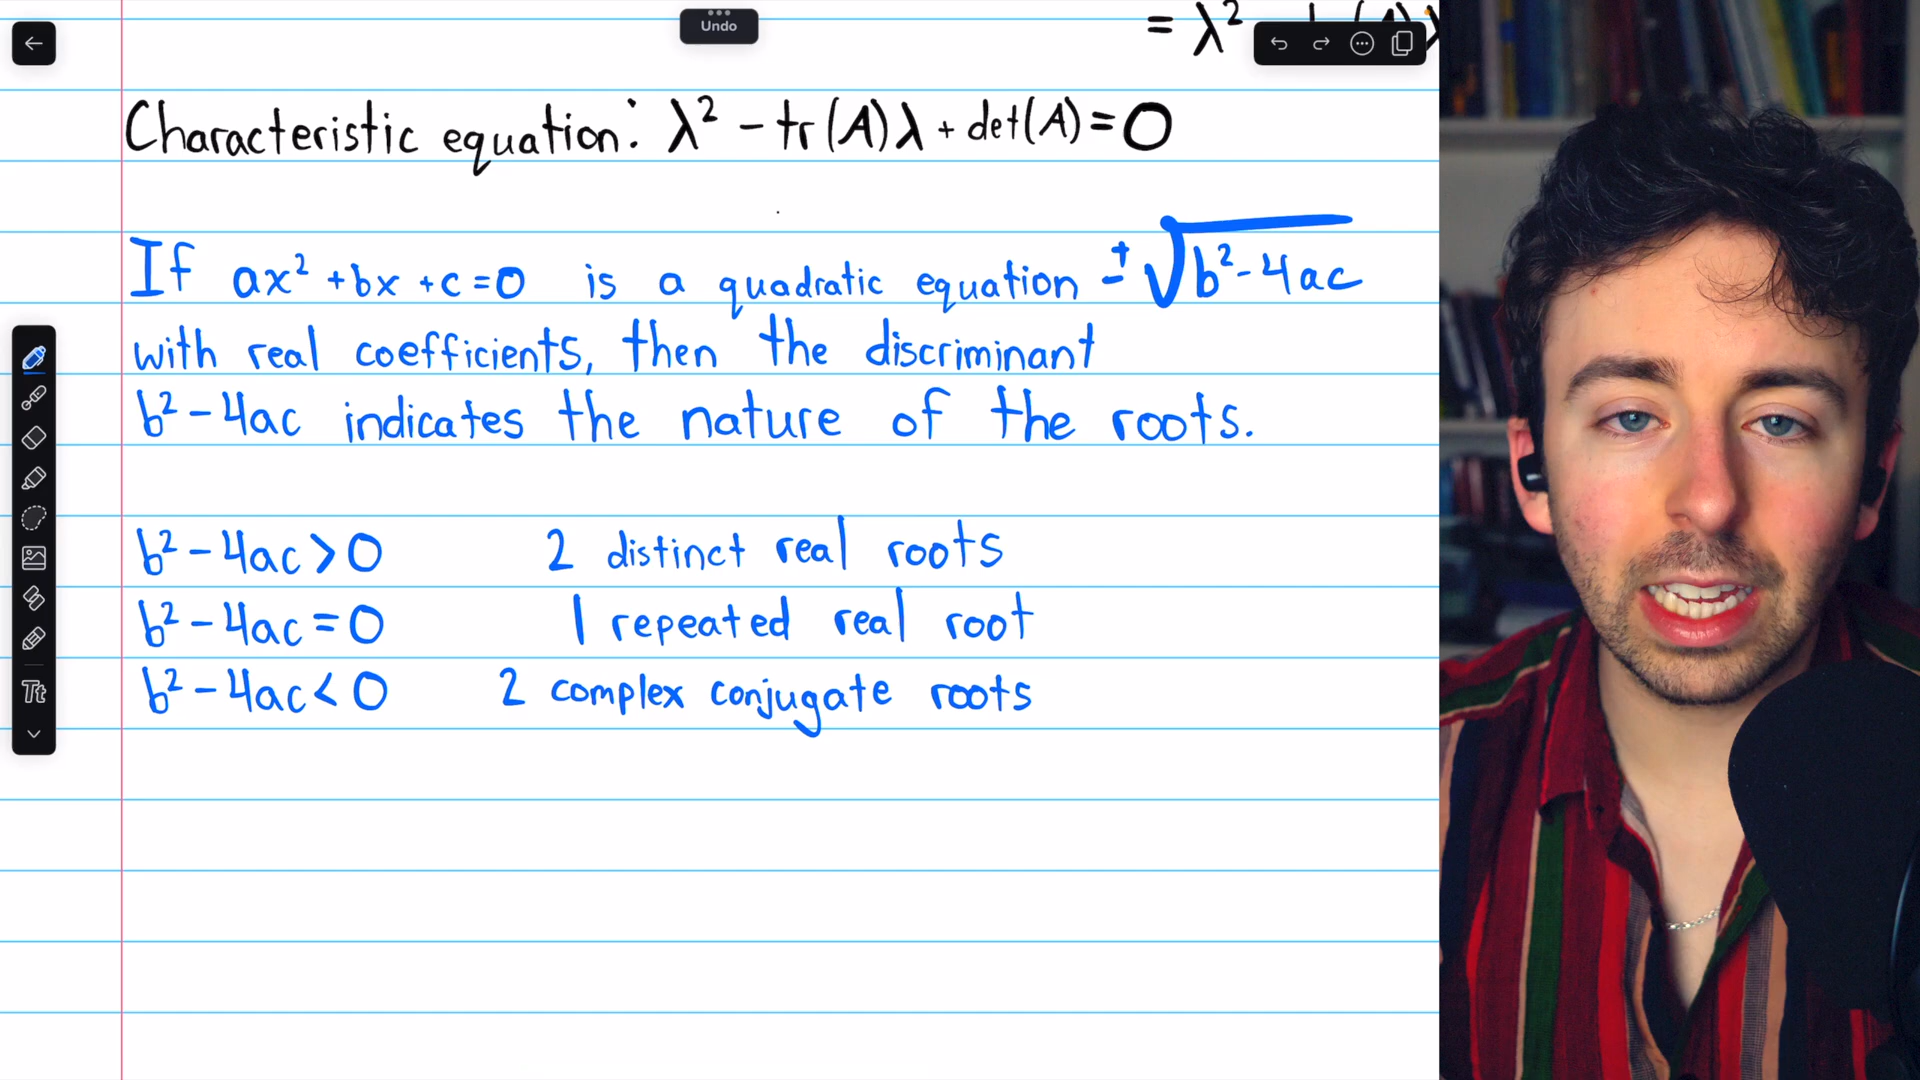 Undo
= λ²
Characteristic equation: λ² - tr(A)λ + det(A) = 0
If ax² + bx + c = 0 is a quadratic equation ± √b² - 4ac
with real coefficients, then the discriminant
b² - 4ac indicates the nature of the roots.
b² - 4ac > 0 2 distinct real roots
b² - 4ac = 0 1 repeated real root
b² - 4ac < 0 2 complex conjugate roots
Tt